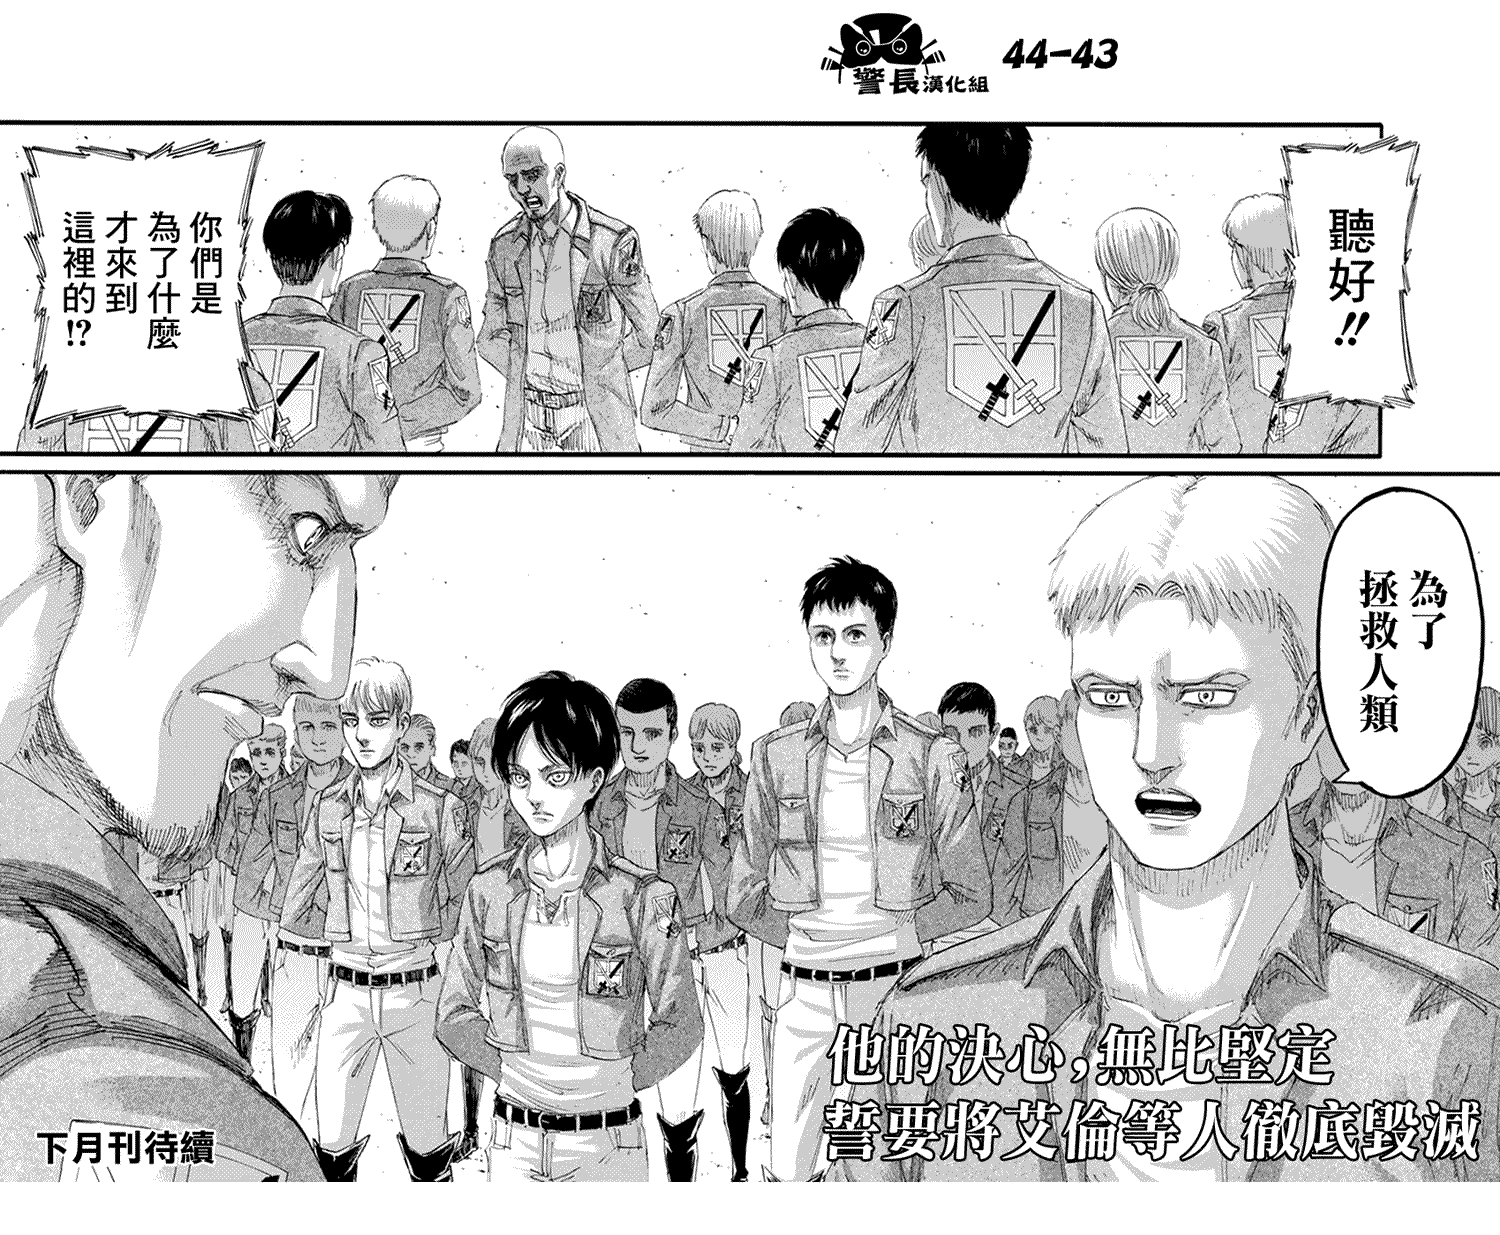 警長漢化組
44-43
聽好!!
你們是
為了什麼
才來到
這裡的!?
為了
拯救人類
他的決心,無比堅定
誓要將艾倫等人徹底毀滅
下月刊待續